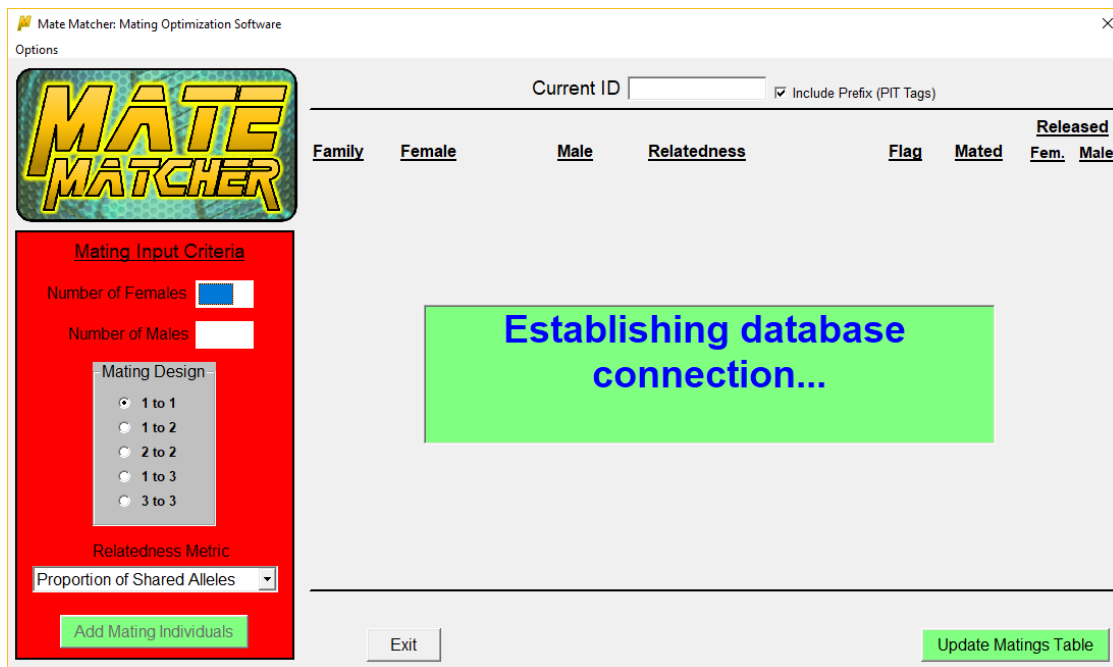 Mate Matcher: Mating Optimization Software
Options
MATE
MATCHER
Current ID
Include Prefix (PIT Tags)
Released
Family Female Male Relatedness Flag Mated Fem. Male
Mating Input Criteria
Number of Females
Number of Males
Mating Design
1 to 1
1 to 2
2 to 2
1 to 3
3 to 3
Relatedness Metric
Proportion of Shared Alleles
Add Mating Individuals
Establishing database
connection...
Exit
Update Matings Table